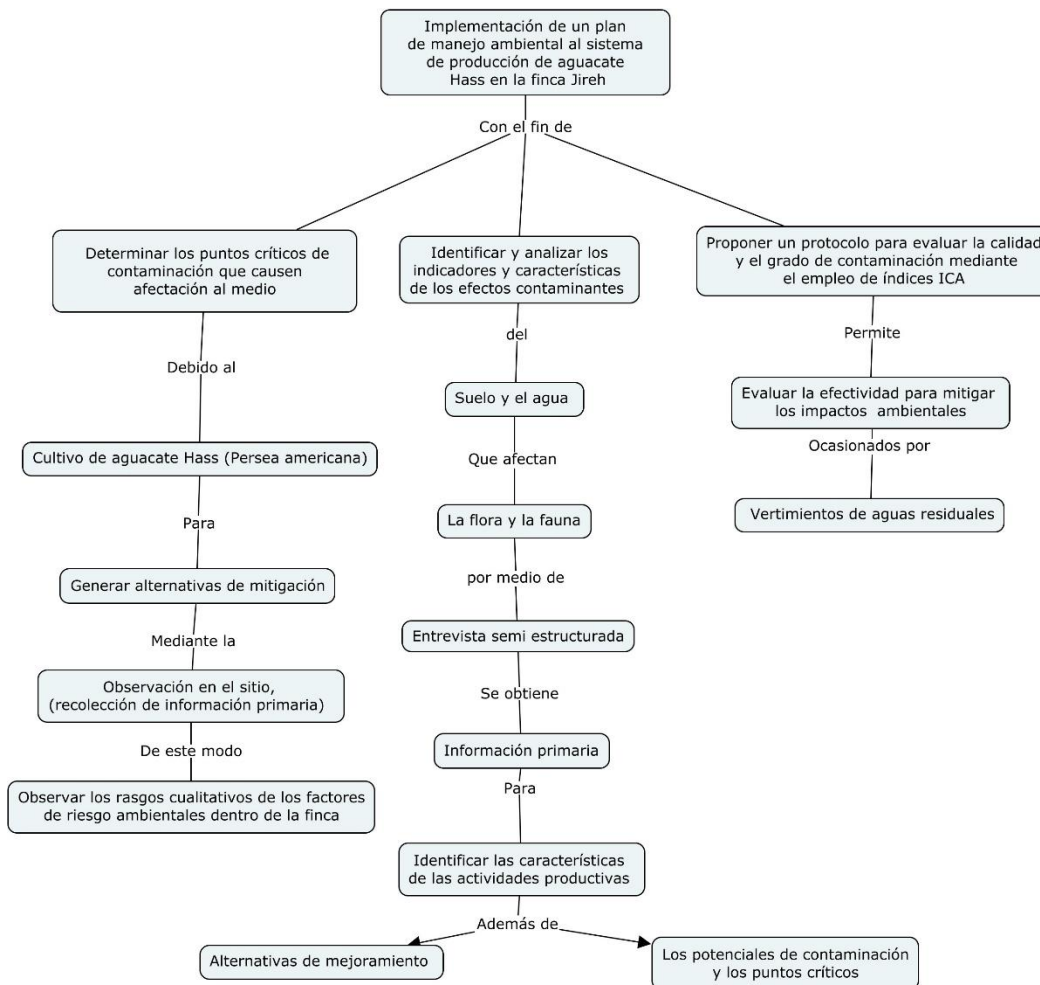 Implementación de un plan
de manejo ambiental al sistema
de producción de aguacate
Hass en la finca Jireh
Con el fin de
Determinar los puntos críticos de
contaminación que causen
afectación al medio
Debido al
Cultivo de aguacate Hass (Persea americana)
Para
Generar alternativas de mitigación
Mediante la
Observación en el sitio,
(recolección de información primaria)
De este modo
Observar los rasgos cualitativos de los factores
de riesgo ambientales dentro de la finca
Identificar y analizar los
indicadores y características
de los efectos contaminantes
del
Suelo y el agua
Que afectan
La flora y la fauna
por medio de
Entrevista semi estructurada
Se obtiene
Información primaria
Para
Identificar las características
de las actividades productivas
Además de
Alternativas de mejoramiento
Los potenciales de contaminación
y los puntos críticos
Proponer un protocolo para evaluar la calidad
y el grado de contaminación mediante
el empleo de índices ICA
Permite
Evaluar la efectividad para mitigar
los impactos ambientales
Ocasionados por
Vertimientos de aguas residuales